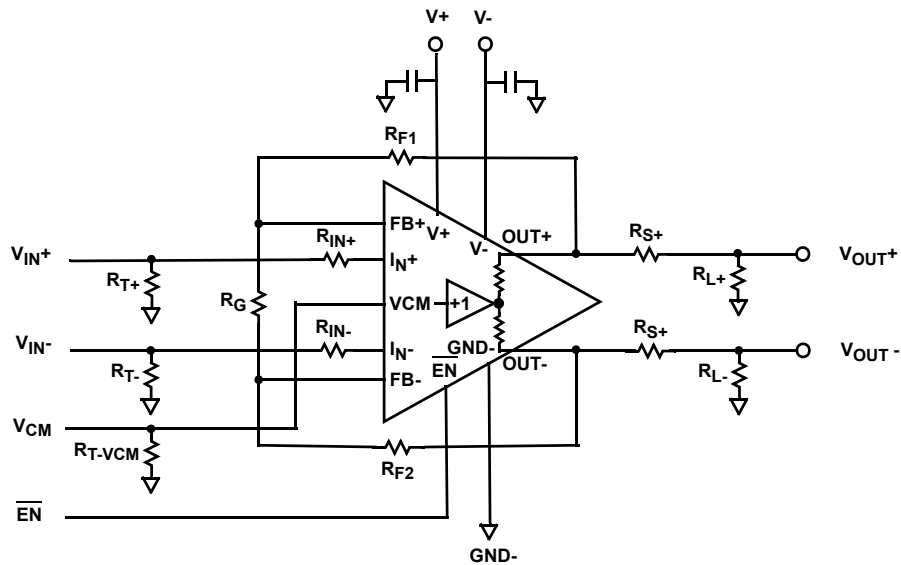 V+ V-
RF1
FB+ V+
V- OUT+
RIN+
RS+
VIN+ IN+ VOUT+
RT+ RL+
RG VCM +1
RIN- RS+
VIN- IN- GND- VOUT -
EN OUT-
RT- FB- RL-
VCM
RT-VCM
RF2
EN
GND-